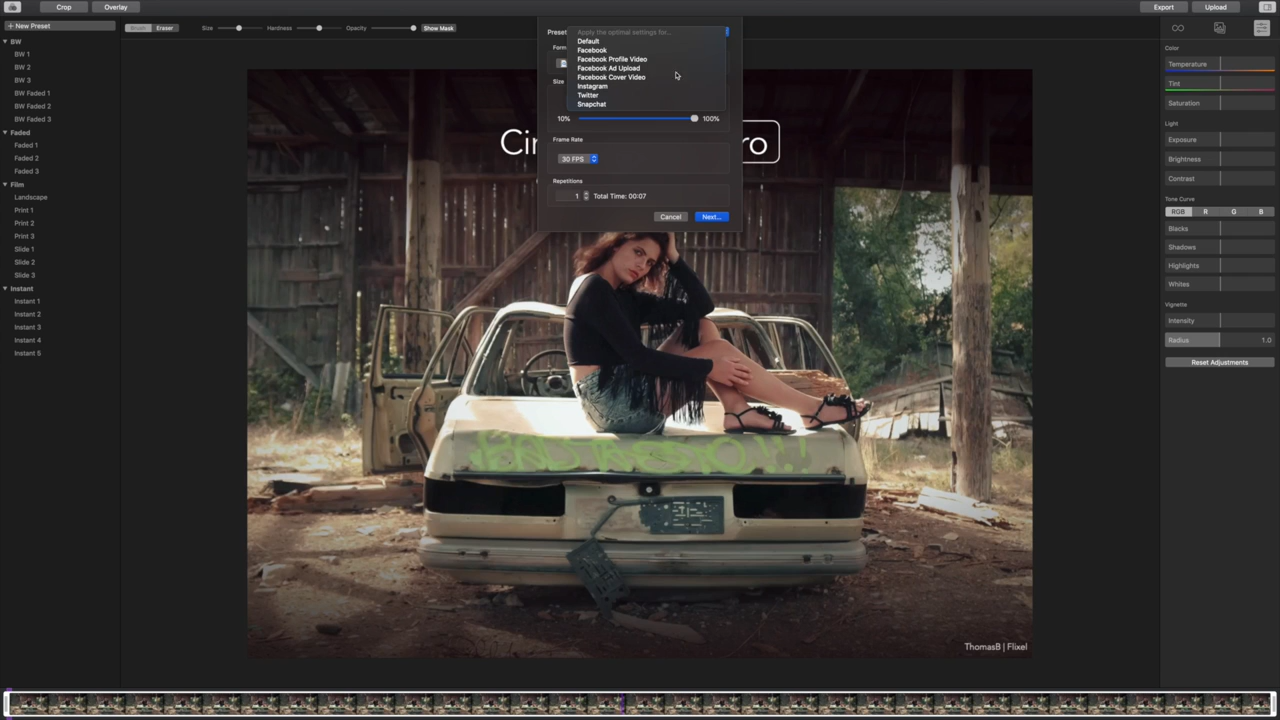 Crop Overlay Export Upload
+ New Preset
Brush Eraser Size Hardness Opacity Show Mask
BW
BW 1
BW 2
BW 3
BW Faded 1
BW Faded 2
BW Faded 3
Faded
Faded 1
Faded 2
Faded 3
Film
Landscape
Print 1
Print 2
Print 3
Slide 1
Slide 2
Slide 3
Instant
Instant 1
Instant 2
Instant 3
Instant 4
Instant 5
Preset
Apply the optimal settings for...
Default
Facebook
Facebook Profile Video
Facebook Ad Upload
Facebook Cover Video
Instagram
Twitter
Snapchat
Form
Size
10% 100%
Frame Rate
30 FPS
Repetitions
1 Total Time: 00:07
Cancel Next...
Color
Temperature
Tint
Saturation
Light
Exposure
Brightness
Contrast
Tone Curve
RGB R G B
Blacks
Shadows
Highlights
Whites
Vignette
Intensity
Radius 1.0
Reset Adjustments
ThomasB | Flixel